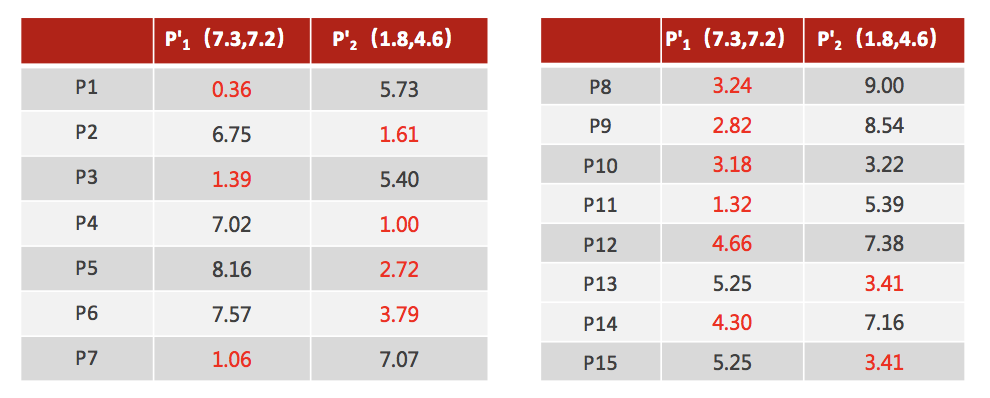 P'1（7.3,7.2） P'2（1.8,4.6）
P1 0.36 5.73
P2 6.75 1.61
P3 1.39 5.40
P4 7.02 1.00
P5 8.16 2.72
P6 7.57 3.79
P7 1.06 7.07
P'1（7.3,7.2） P'2（1.8,4.6）
P8 3.24 9.00
P9 2.82 8.54
P10 3.18 3.22
P11 1.32 5.39
P12 4.66 7.38
P13 5.25 3.41
P14 4.30 7.16
P15 5.25 3.41